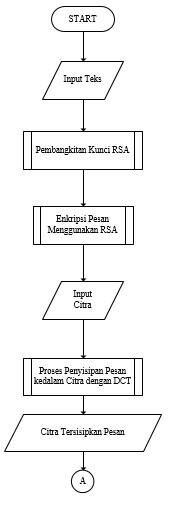 START
Input Teks
Pembangkitan Kunci RSA
Enkripsi Pesan
Menggunakan RSA
Input
Citra
Proses Penyisipan Pesan
kedalam Citra dengan DCT
Citra Tersisipkan Pesan
A